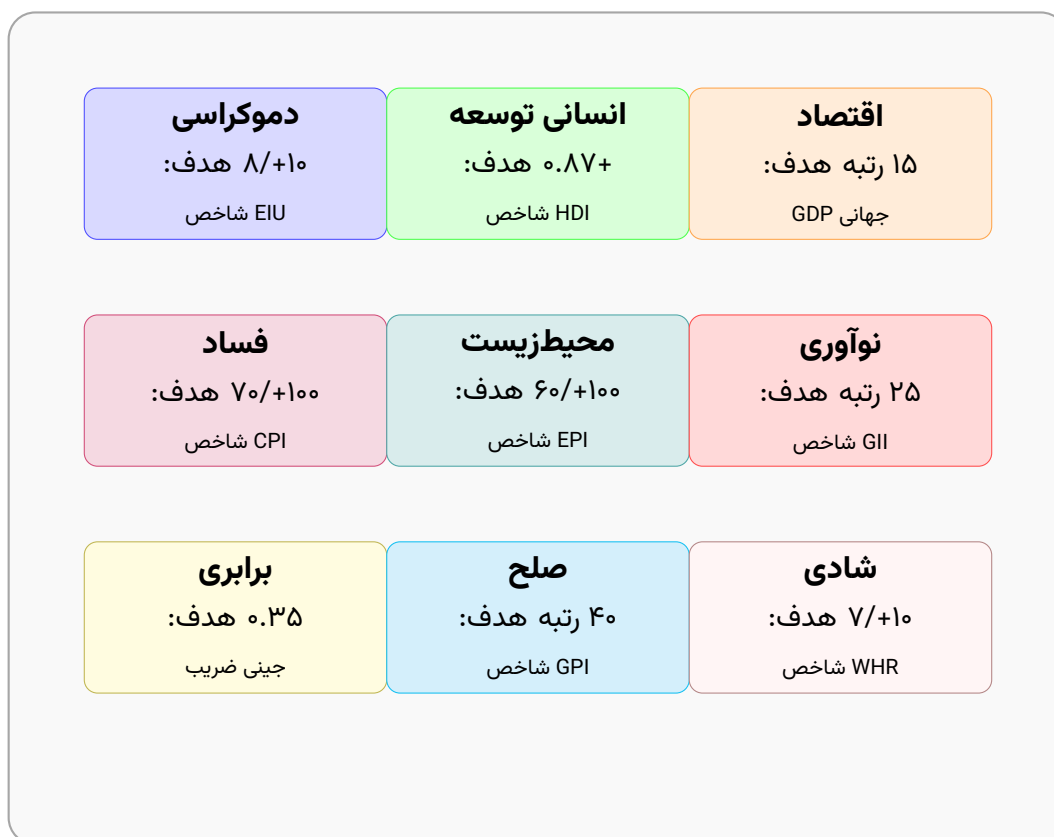 اقتصاد
۱۵ رتبه هدف:
جهانی GDP
انسانی توسعه
۰.۸۷+ هدف:
HDI شاخص
دموکراسی
۸/+۱۰ هدف:
EIU شاخص
نوآوری
۲۵ رتبه هدف:
GII شاخص
محیط‌زیست
۶۰/+۱۰۰ هدف:
EPI شاخص
فساد
۷۰/+۱۰۰ هدف:
CPI شاخص
شادی
۷/+۱۰ هدف:
WHR شاخص
صلح
۴۰ رتبه هدف:
GPI شاخص
برابری
۰.۳۵ هدف:
جینی ضریب